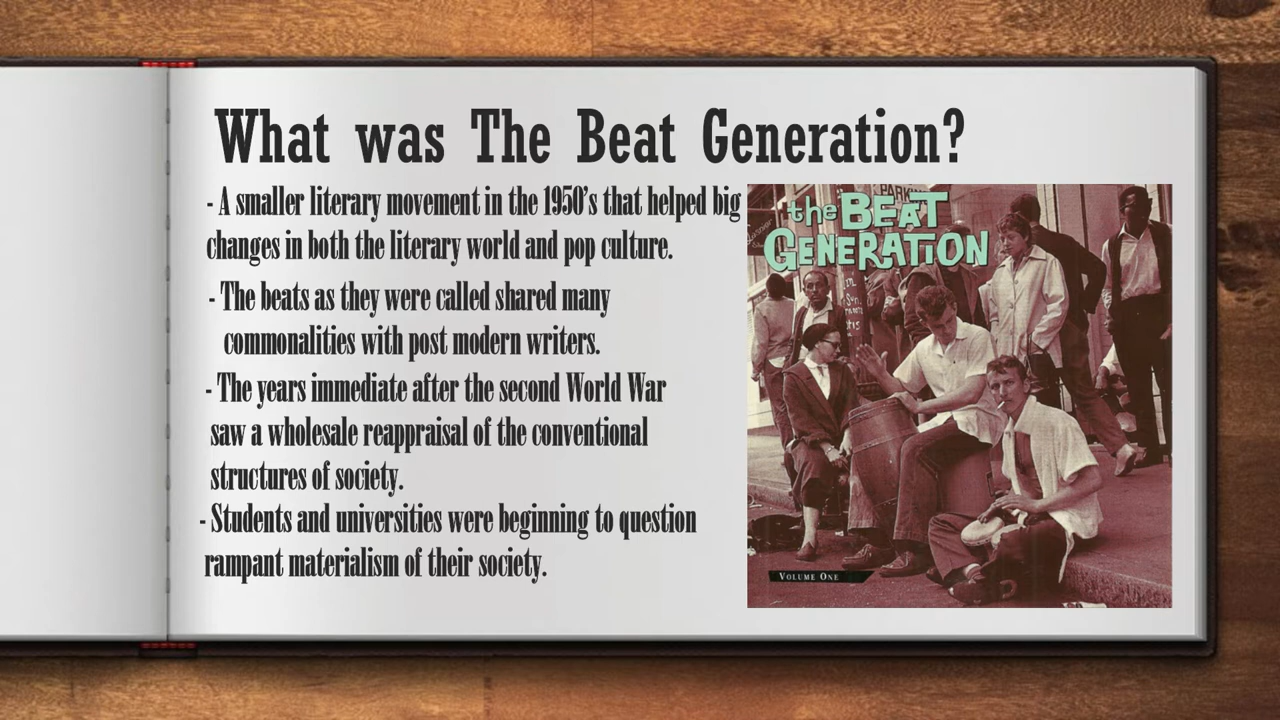 What was The Beat Generation?
- A smaller literary movement in the 1950's that helped big
changes in both the literary world and pop culture.
- The beats as they were called shared many
commonalities with post modern writers.
- The years immediate after the second World War
saw a wholesale reappraisal of the conventional
structures of society.
- Students and universities were beginning to question
rampant materialism of their society.
the BEAT
GENERATION
VOLUME ONE